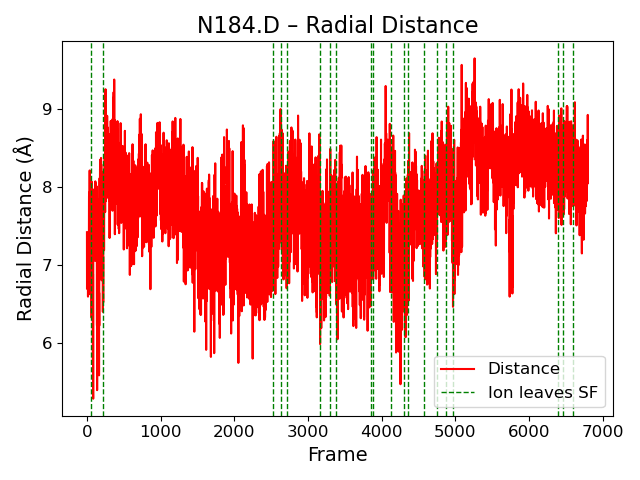 N184.D – Radial Distance
Radial Distance (Å)
9
8
7
6
Distance
Ion leaves SF
0 1000 2000 3000 4000 5000 6000 7000
Frame